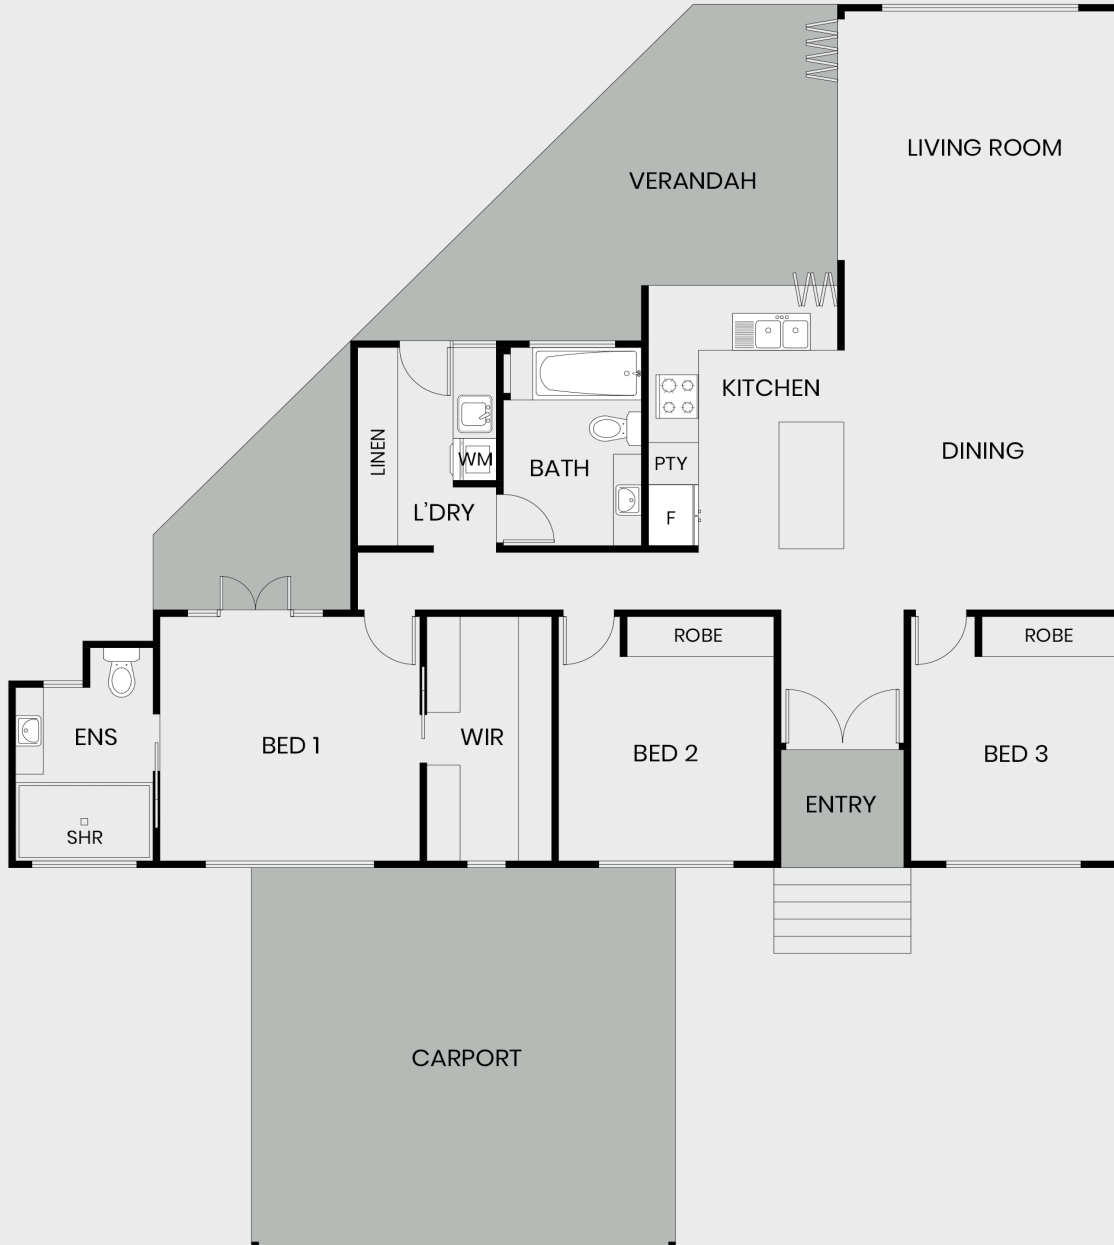 LIVING ROOM
VERANDAH
KITCHEN
DINING
LINEN
WM
BATH
PTY
L'DRY
F
ROBE
ROBE
ENS
BED 1
WIR
BED 2
BED 3
ENTRY
SHR
CARPORT